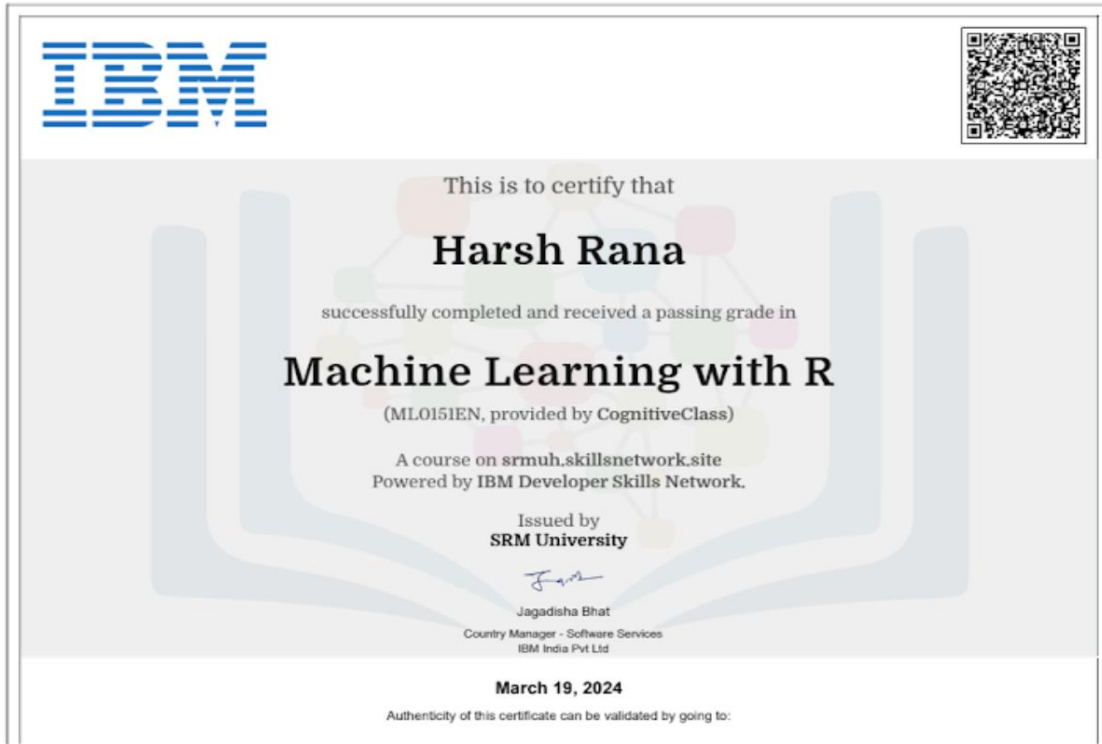 IBM
This is to certify that
Harsh Rana
successfully completed and received a passing grade in
Machine Learning with R
(ML0151EN, provided by CognitiveClass)
A course on srmuh.skillsnetwork.site
Powered by IBM Developer Skills Network.
Issued by
SRM University
Jagadisha Bhat
Country Manager - Software Services
IBM India Pvt Ltd
March 19, 2024
Authenticity of this certificate can be validated by going to: